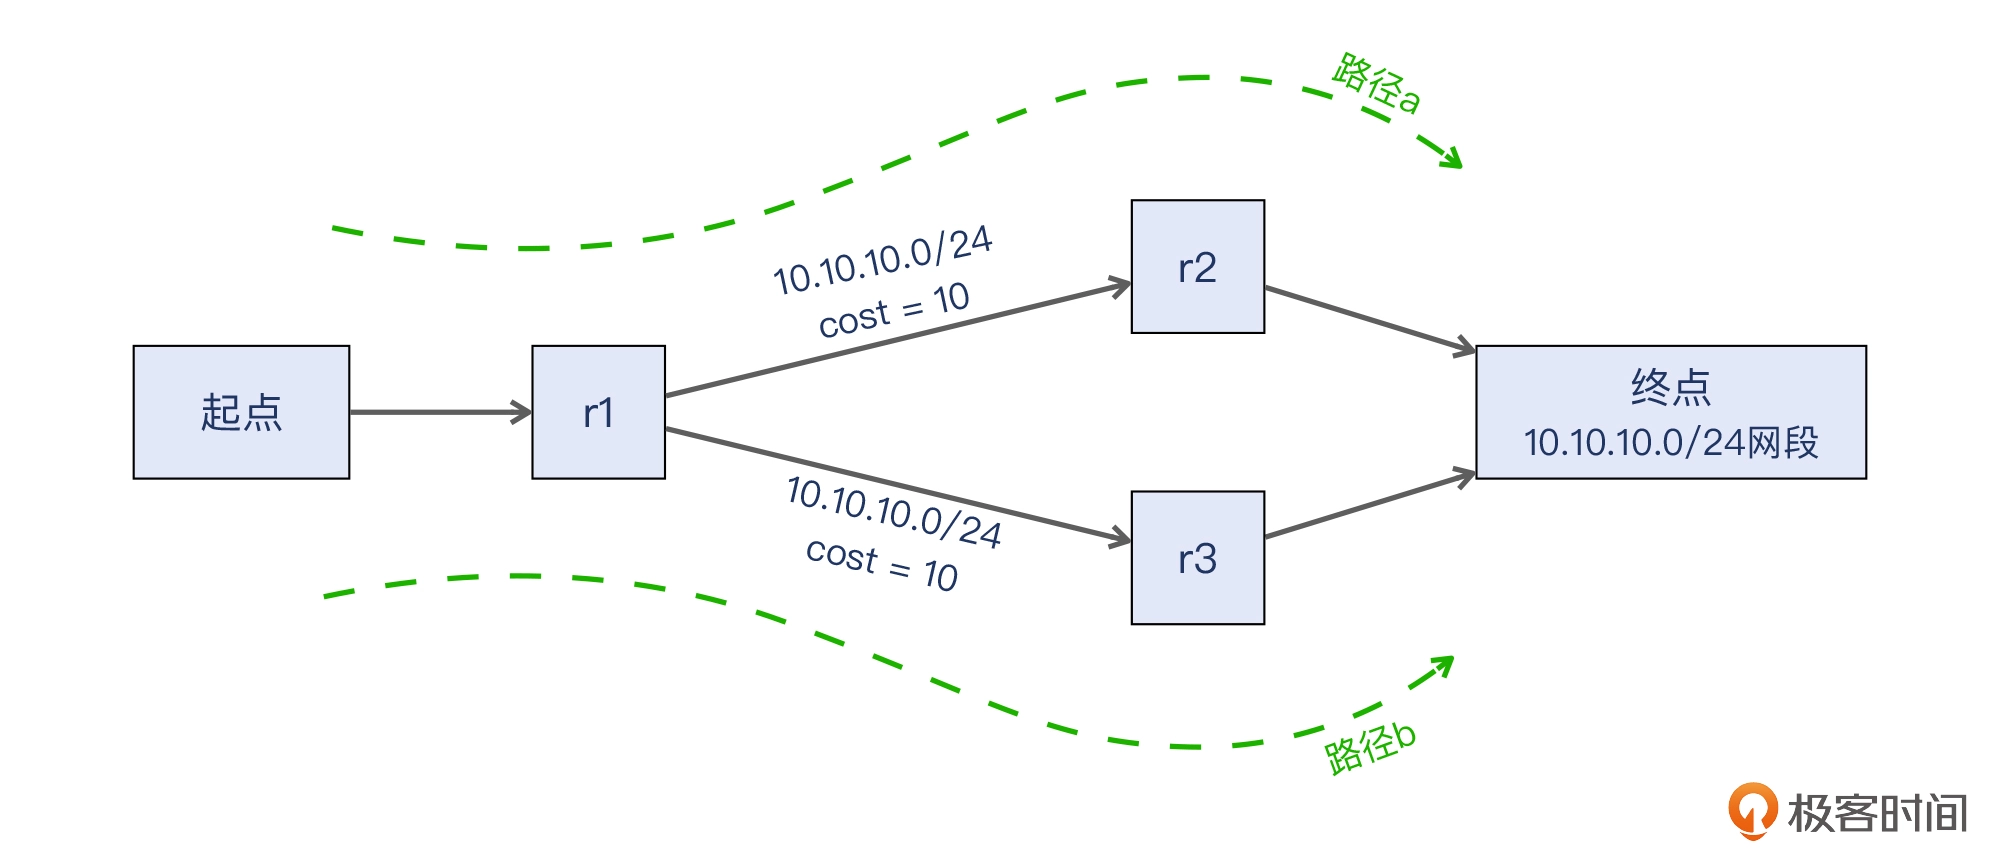 路径a
10.10.10.0/24
cost = 10
r2
起点
r1
终点
10.10.10.0/24网段
10.10.10.0/24
cost = 10
r3
路径b
极客时间